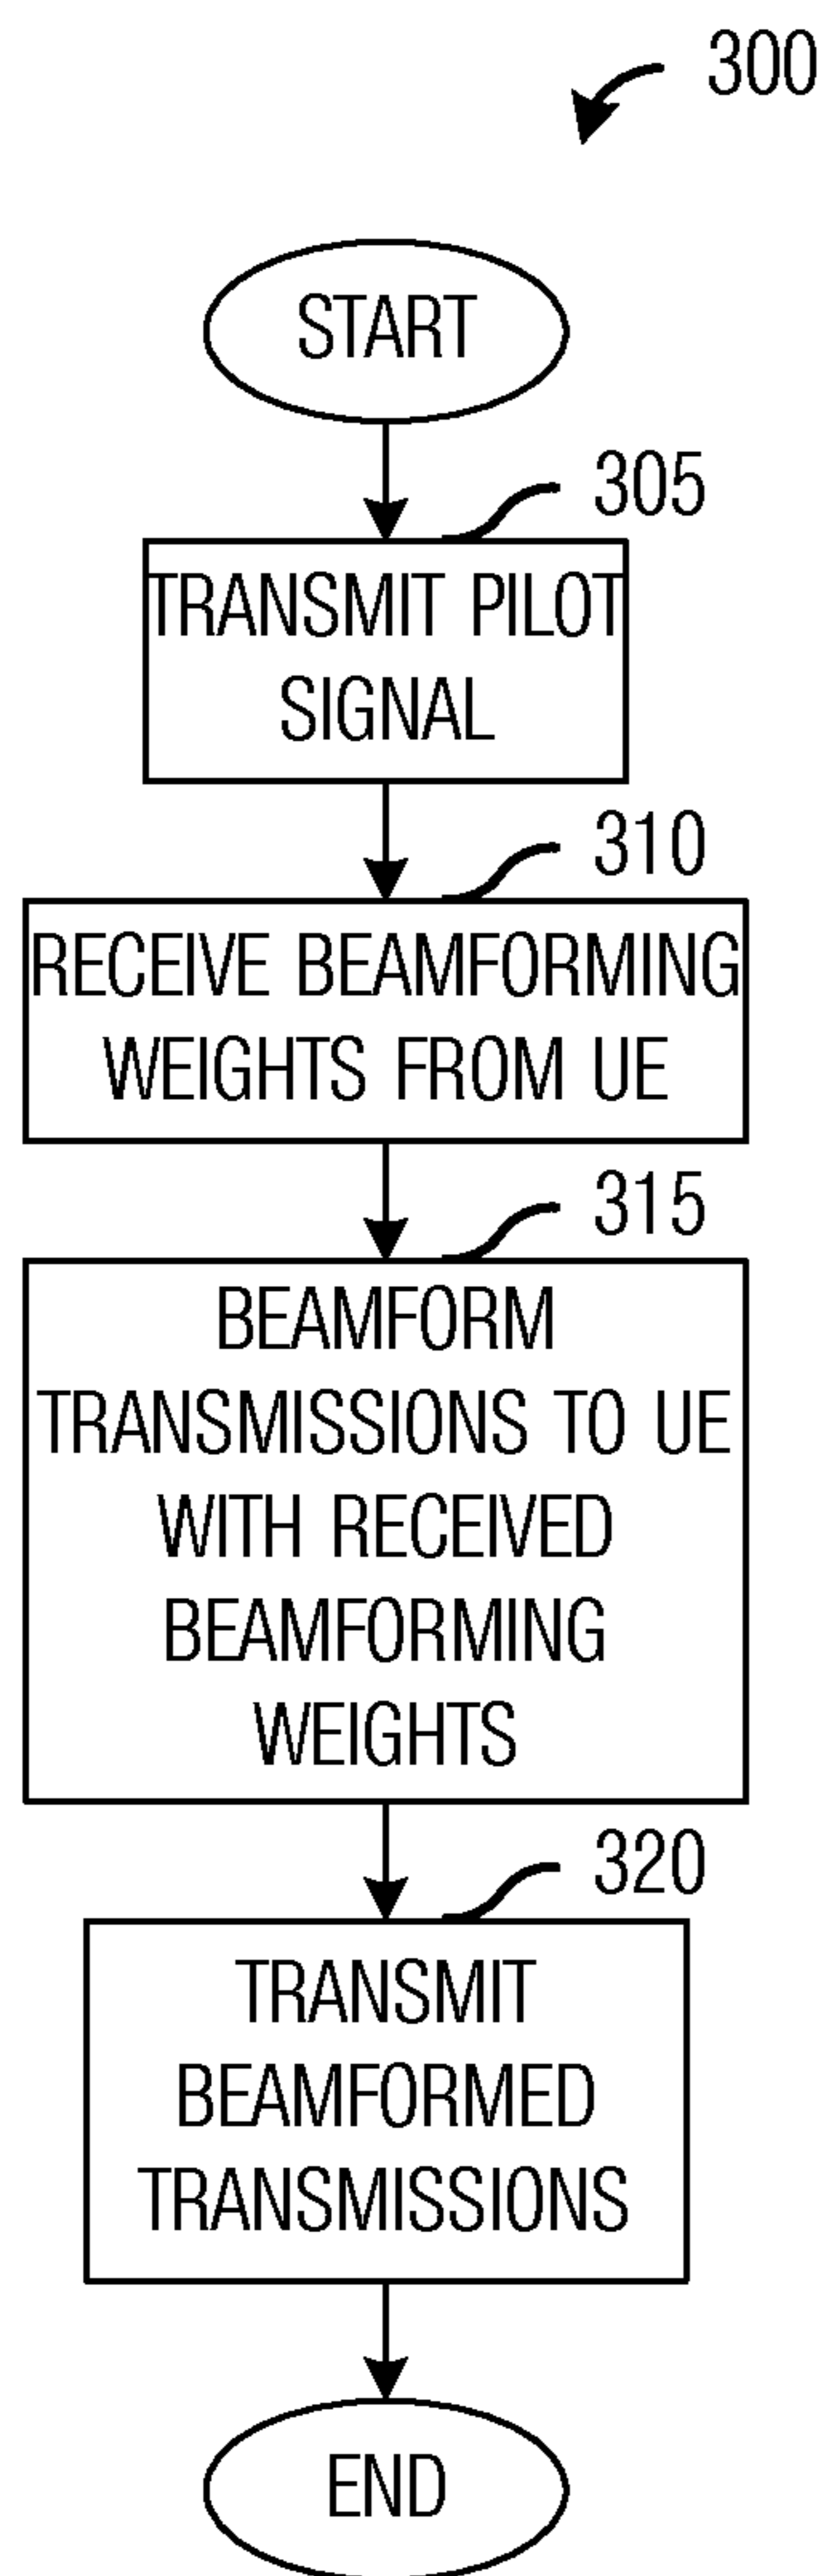 300
START
305
TRANSMIT PILOT
SIGNAL
310
RECEIVE BEAMFORMING
WEIGHTS FROM UE
315
BEAMFORM
TRANSMISSIONS TO UE
WITH RECEIVED
BEAMFORMING
WEIGHTS
320
TRANSMIT
BEAMFORMED
TRANSMISSIONS
END